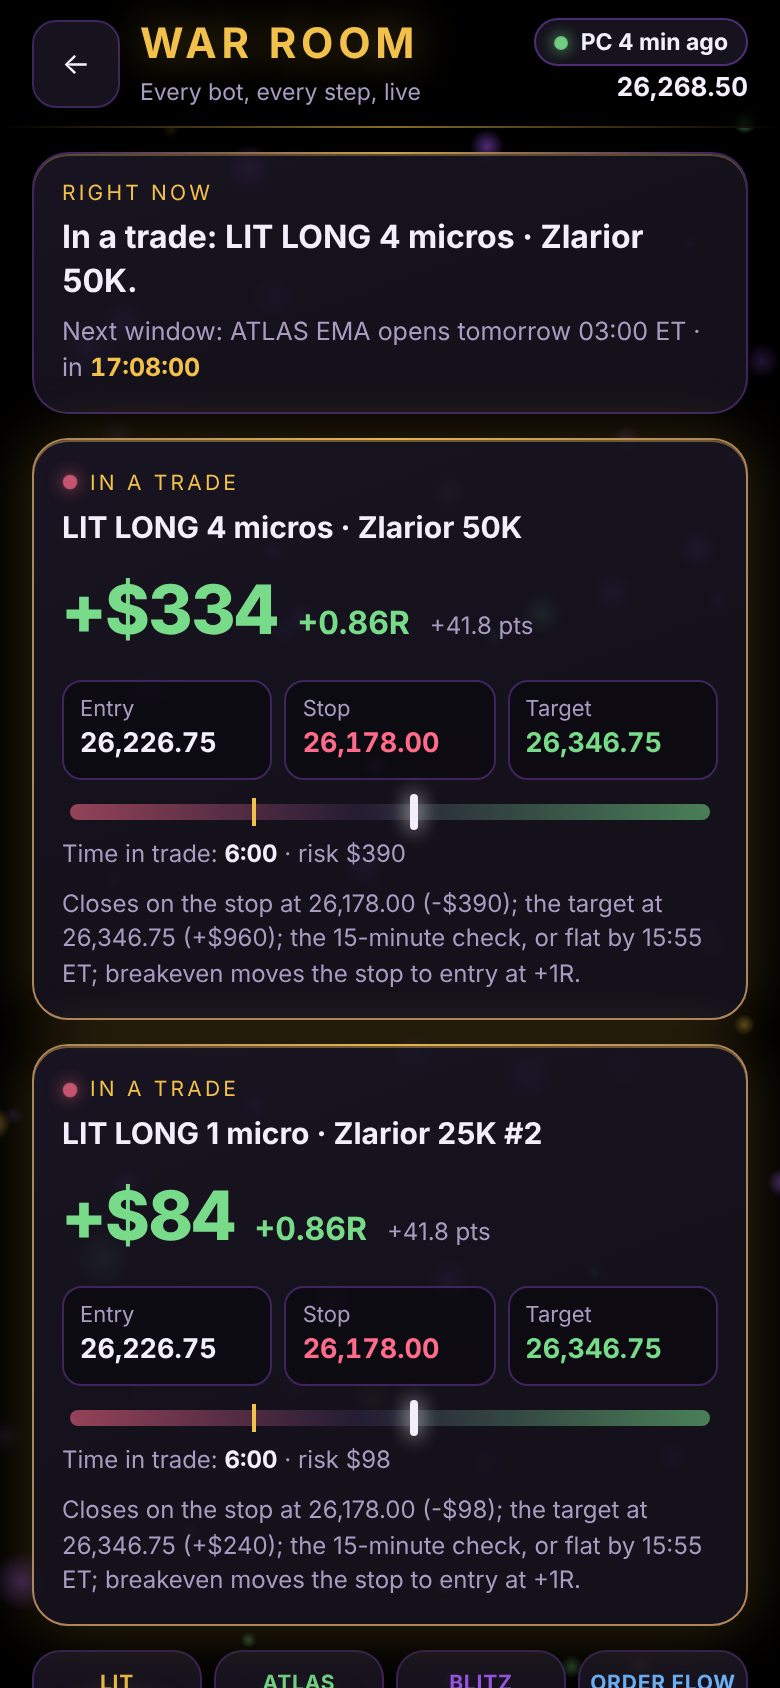 ←
WAR ROOM
Every bot, every step, live
PC 4 min ago
26,268.50
RIGHT NOW
In a trade: LIT LONG 4 micros · Zlarior
50K.
Next window: ATLAS EMA opens tomorrow 03:00 ET ·
in 17:08:00
IN A TRADE
LIT LONG 4 micros · Zlarior 50K
+$334 +0.86R +41.8 pts
Entry Stop Target
26,226.75 26,178.00 26,346.75
Time in trade: 6:00 · risk $390
Closes on the stop at 26,178.00 (-$390); the target at
26,346.75 (+$960); the 15-minute check, or flat by 15:55
ET; breakeven moves the stop to entry at +1R.
IN A TRADE
LIT LONG 1 micro · Zlarior 25K #2
+$84 +0.86R +41.8 pts
Entry Stop Target
26,226.75 26,178.00 26,346.75
Time in trade: 6:00 · risk $98
Closes on the stop at 26,178.00 (-$98); the target at
26,346.75 (+$240); the 15-minute check, or flat by 15:55
ET; breakeven moves the stop to entry at +1R.
LIT ATLAS BLITZ ORDER FLOW